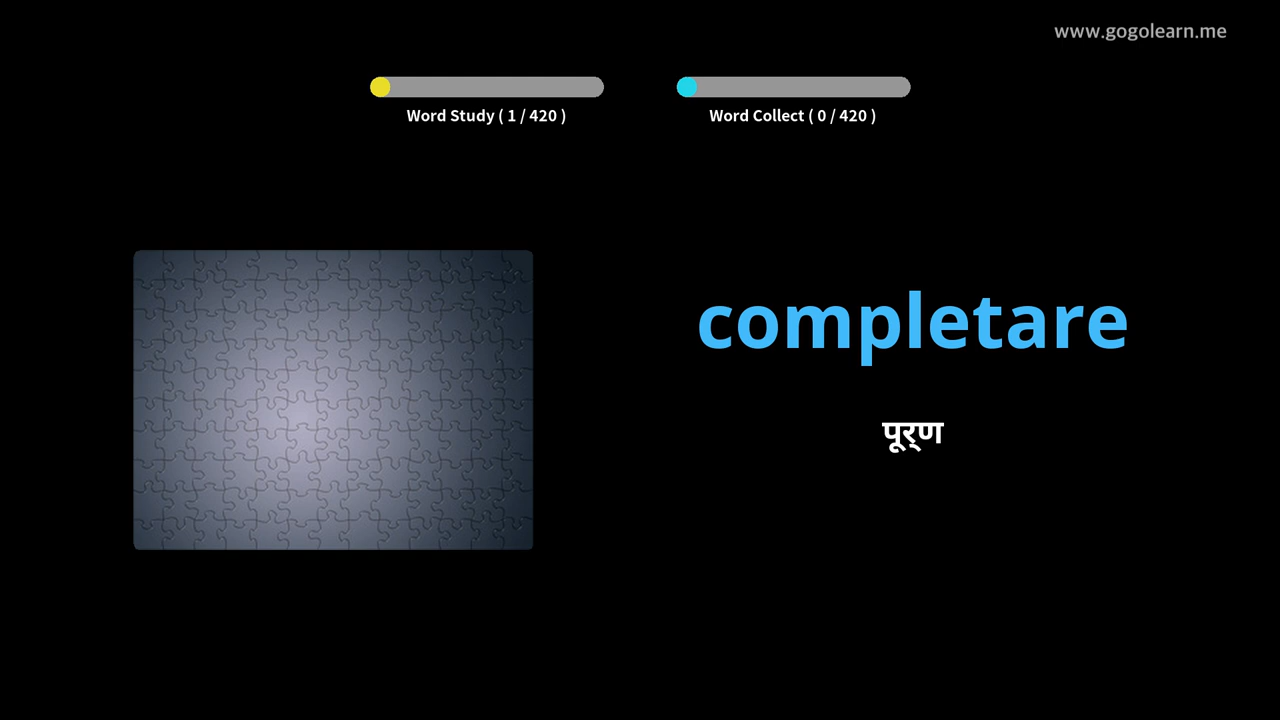 www.gogolearn.me
Word Study ( 1 / 420 )
Word Collect ( 0 / 420 )
completare
पूर्ण